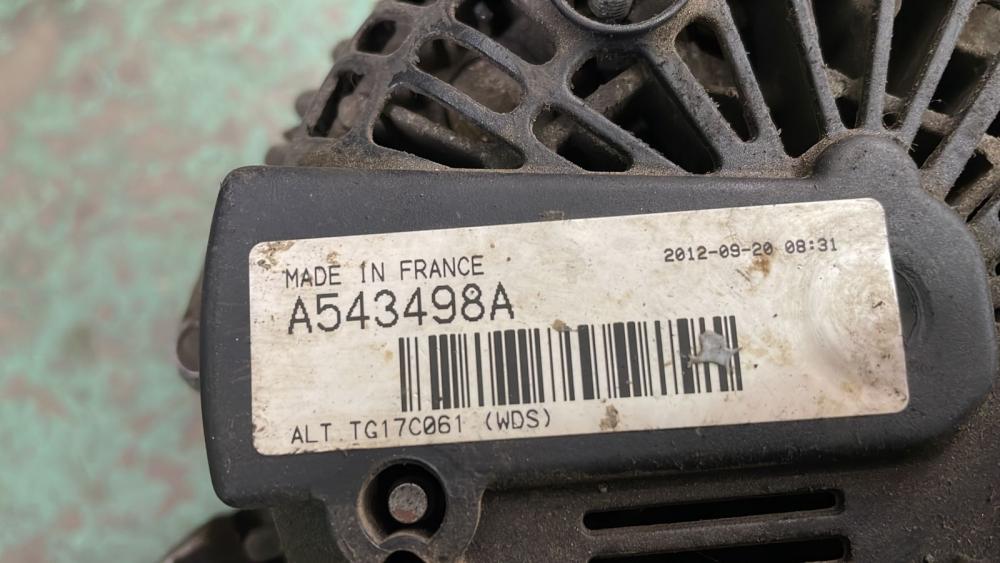 MADE IN FRANCE
2012-09-20 08:31
A543498A
ALT TG17C061 (WDS)